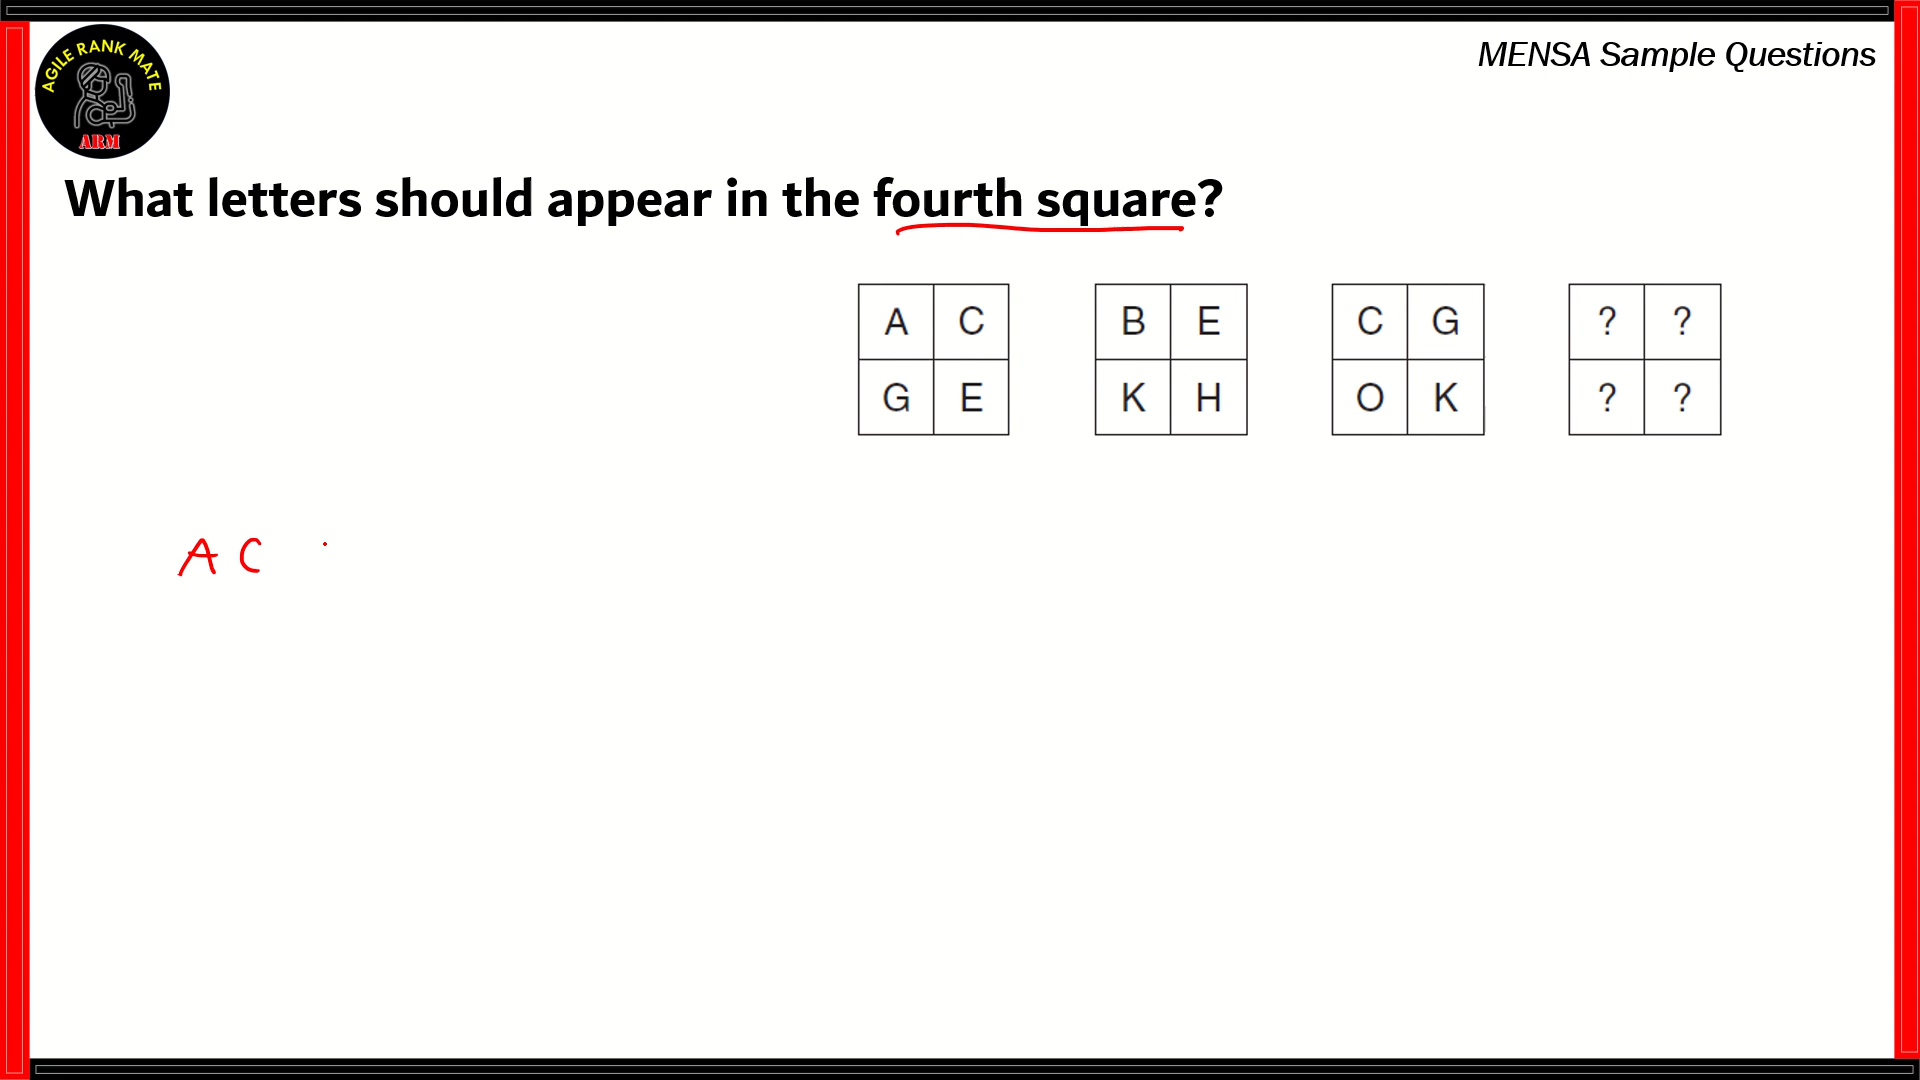 AGILE RANK MATE
ARM
MENSA Sample Questions
What letters should appear in the fourth square?
A C B E C G ? ?
G E K H O K ? ?
A C